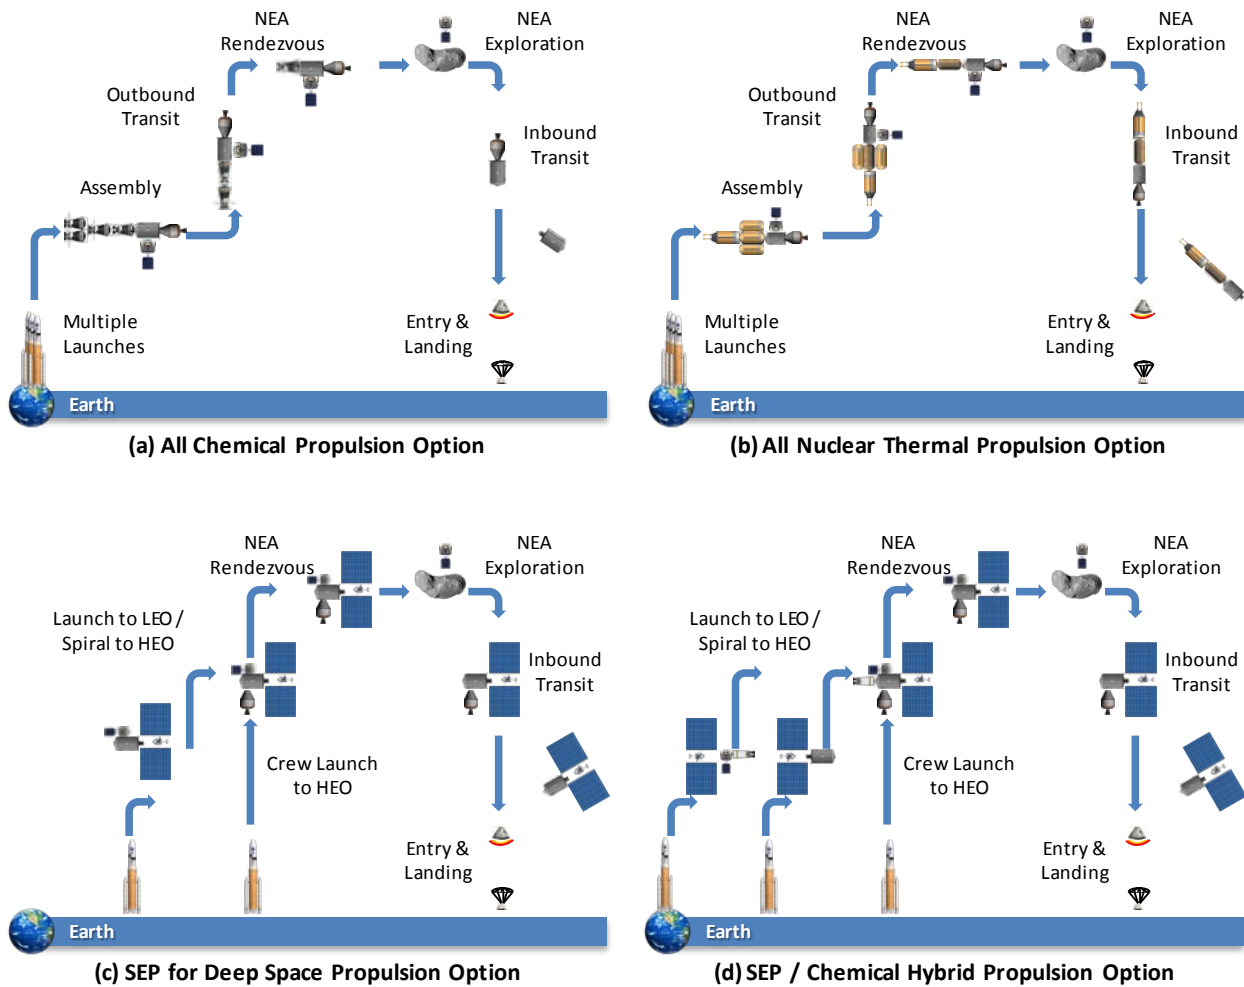 NEA
Rendezvous
NEA
Exploration
Outbound
Transit
Inbound
Transit
Assembly
Multiple
Launches
Entry &
Landing
Earth
(a) All Chemical Propulsion Option
NEA
Rendezvous
NEA
Exploration
Outbound
Transit
Inbound
Transit
Assembly
Multiple
Launches
Entry &
Landing
Earth
(b) All Nuclear Thermal Propulsion Option
NEA
Rendezvous
NEA
Exploration
Launch to LEO /
Spiral to HEO
Inbound
Transit
Crew Launch
to HEO
Entry &
Landing
Earth
(c) SEP for Deep Space Propulsion Option
NEA
Rendezvous
NEA
Exploration
Launch to LEO /
Spiral to HEO
Inbound
Transit
Crew Launch
to HEO
Entry &
Landing
Earth
(d) SEP / Chemical Hybrid Propulsion Option